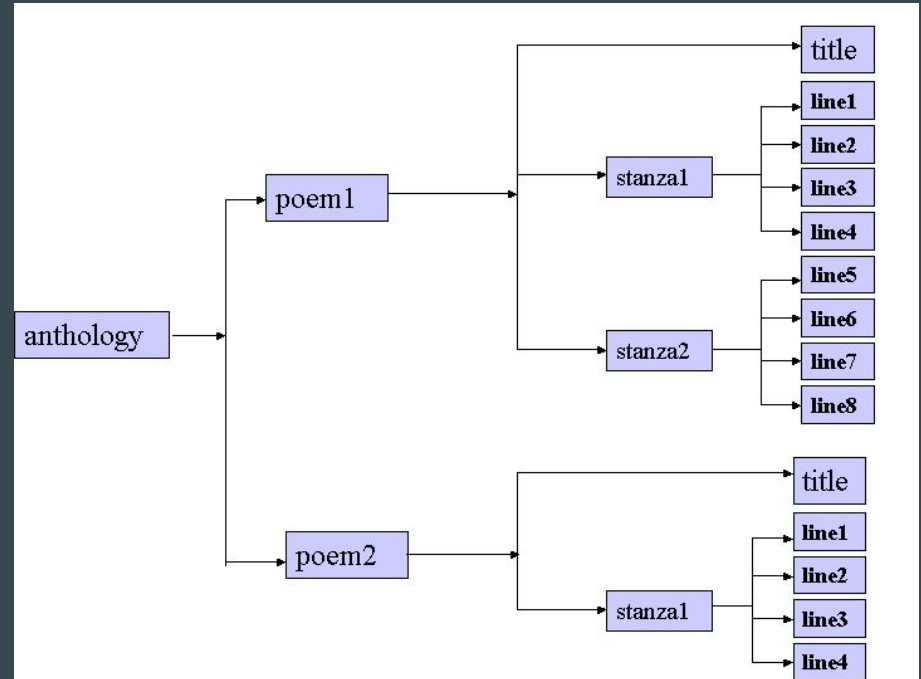 title
line1
line2
stanza1
line3
poem1
line4
line5
anthology
line6
stanza2
line7
line8
title
line1
poem2
line2
stanza1
line3
line4